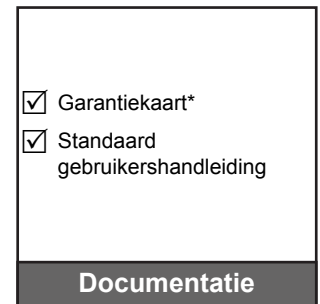 ☑ Garantiekaart*
☑ Standaard
gebruikershandleiding
Documentatie